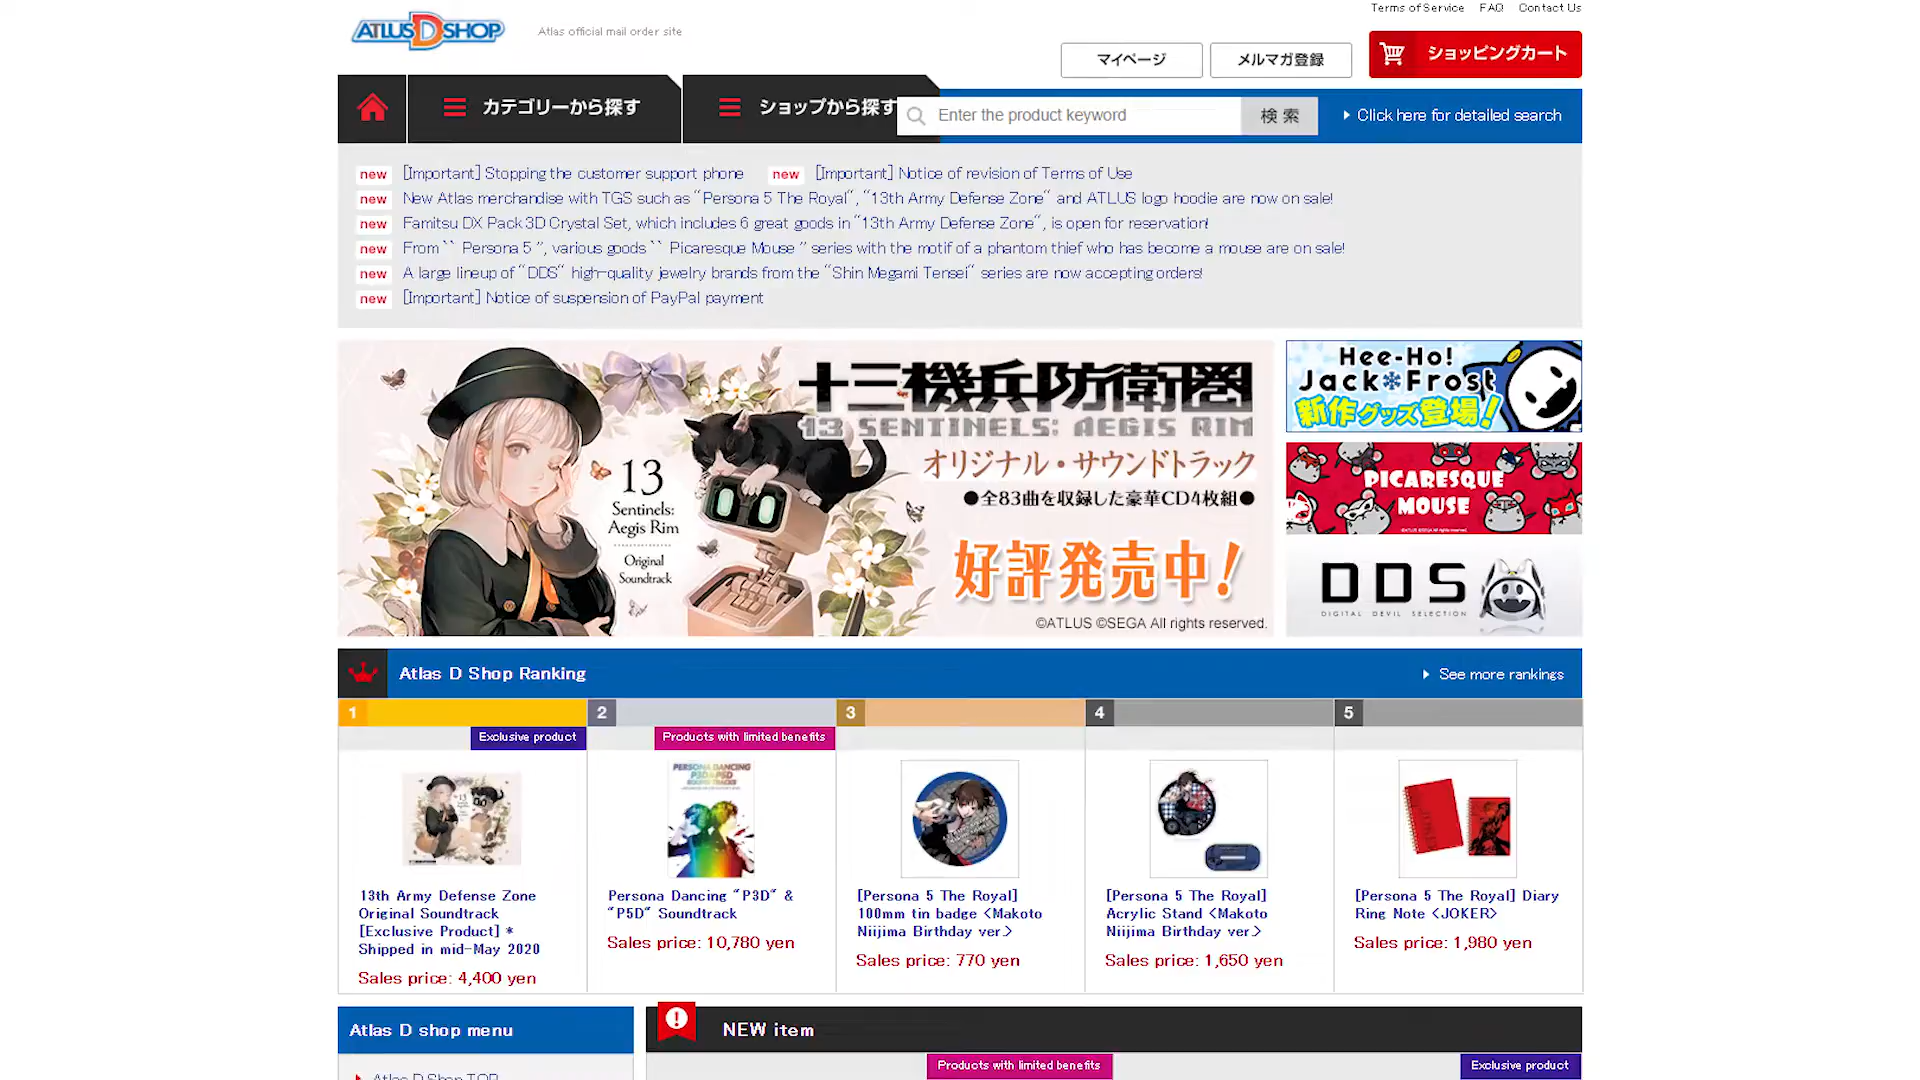 Terms of Service FAQ Contact Us
ATLUS D SHOP
Atlas official mail order site
マイページ
メルマガ登録
ショッピングカート
カテゴリーから探す
ショップから探す
Enter the product keyword
検索
Click here for detailed search
new [Important] Stopping the customer support phone new [Important] Notice of revision of Terms of Use
new New Atlas merchandise with TGS such as "Persona 5 The Royal", "13th Army Defense Zone" and ATLUS logo hoodie are now on sale!
new Famitsu DX Pack 3D Crystal Set, which includes 6 great goods in "13th Army Defense Zone", is open for reservation!
new From `` Persona 5 '', various goods `` Picaresque Mouse '' series with the motif of a phantom thief who has become a mouse are on sale!
new A large lineup of "DDS" high-quality jewelry brands from the "Shin Megami Tensei" series are now accepting orders!
new [Important] Notice of suspension of PayPal payment
十三機兵防衛圏
13 SENTINELS: AEGIS RIM
オリジナル・サウンドトラック
●全83曲を収録した豪華CD4枚組●
好評発売中!
©ATLUS ©SEGA All rights reserved.
13
Sentinels:
Aegis Rim
Original
Soundtrack
Hee-Ho!
Jack Frost
新作グッズ登場!
PICARESQUE
MOUSE
©ATLUS ©SEGA All rights reserved.
DDS
DIGITAL DEVIL SELECTION
Atlas D Shop Ranking
See more rankings
1
Exclusive product
13th Army Defense Zone
Original Soundtrack
[Exclusive Product] *
Shipped in mid-May 2020
Sales price: 4,400 yen
2
Products with limited benefits
PERSONA DANCING
P3D & P5D
SOUND TRACKS
Persona Dancing "P3D" &
"P5D" Soundtrack
Sales price: 10,780 yen
3
[Persona 5 The Royal]
100mm tin badge <Makoto
Niijima Birthday ver.>
Sales price: 770 yen
4
[Persona 5 The Royal]
Acrylic Stand <Makoto
Niijima Birthday ver.>
Sales price: 1,650 yen
5
[Persona 5 The Royal] Diary
Ring Note <JOKER>
Sales price: 1,980 yen
Atlas D shop menu
Atlas D Shop TOP
NEW item
Products with limited benefits
Exclusive product